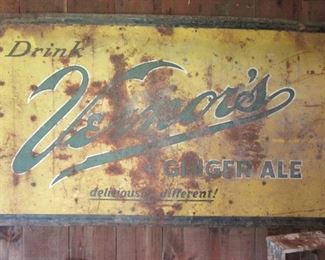 Drink
Vernor's
GINGER ALE
deliciously different!